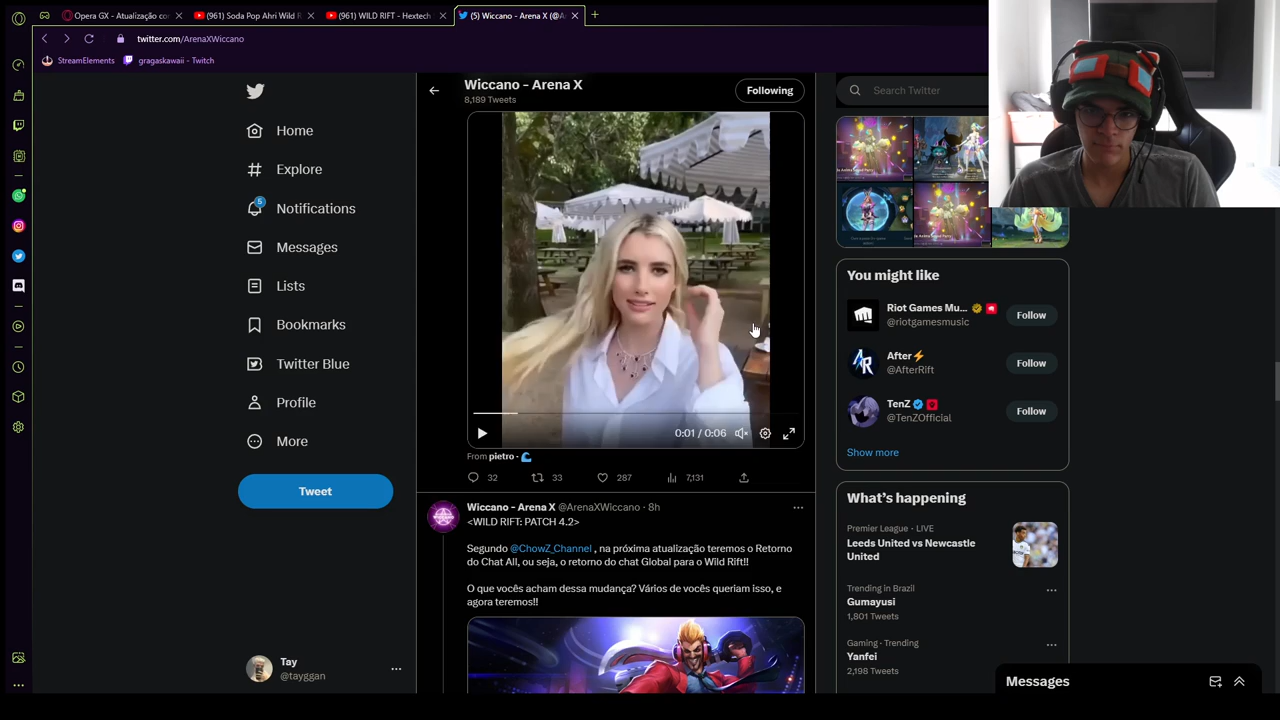 Opera GX - Atualização co
(961) Soda Pop Ahri Wild R
(961) WILD RIFT - Hextech
(5) Wiccano - Arena X (@A
twitter.com/ArenaXWiccano
StreamElements
gragaskawaii - Twitch
Home
Explore
5
Notifications
Messages
Lists
Bookmarks
Twitter Blue
Profile
More
Tweet
Tay
@tayggan
Wiccano - Arena X
8,189 Tweets
Following
0:01 / 0:06
From pietro -
32
33
287
7,131
Wiccano - Arena X @ArenaXWiccano · 8h
<WILD RIFT: PATCH 4.2>
Segundo @ChowZ_Channel , na próxima atualização teremos o Retorno
do Chat All, ou seja, o retorno do chat Global para o Wild Rift!!
O que vocês acham dessa mudança? Vários de vocês queriam isso, e
agora teremos!!
Search Twitter
You might like
Riot Games Mu...
@riotgamesmusic
Follow
After⚡
@AfterRift
Follow
TenZ
@TenZOfficial
Follow
Show more
What's happening
Premier League · LIVE
Leeds United vs Newcastle
United
Trending in Brazil
Gumayusi
1,801 Tweets
Gaming · Trending
Yanfei
2,198 Tweets
Messages